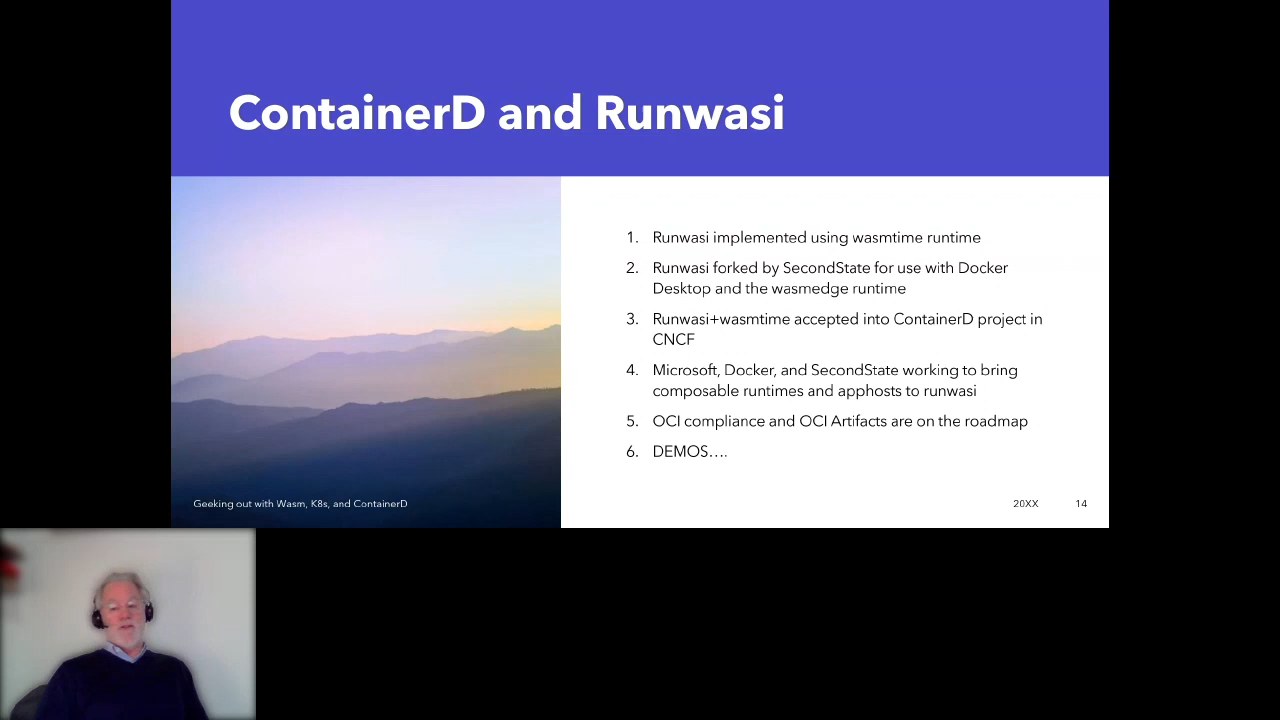 ContainerD and Runwasi
1. Runwasi implemented using wasmtime runtime
2. Runwasi forked by SecondState for use with Docker
Desktop and the wasmedge runtime
3. Runwasi+wasmtime accepted into ContainerD project in
CNCF
4. Microsoft, Docker, and SecondState working to bring
composable runtimes and apphosts to runwasi
5. OCI compliance and OCI Artifacts are on the roadmap
6. DEMOS….
Geeking out with Wasm, K8s, and ContainerD
20XX 14